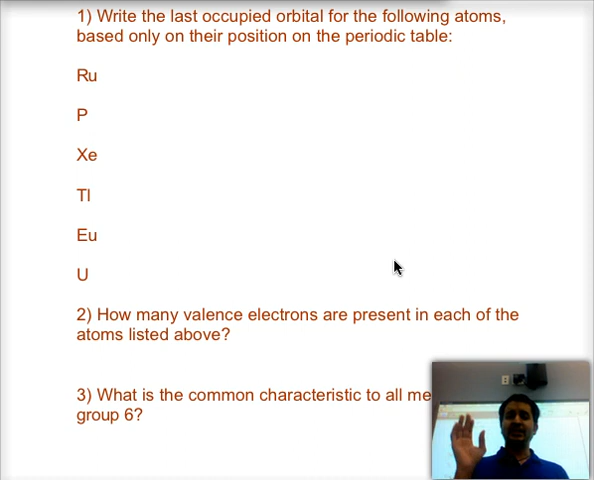 1) Write the last occupied orbital for the following atoms,
based only on their position on the periodic table:
Ru
P
Xe
Tl
Eu
U
2) How many valence electrons are present in each of the
atoms listed above?
3) What is the common characteristic to all me
group 6?